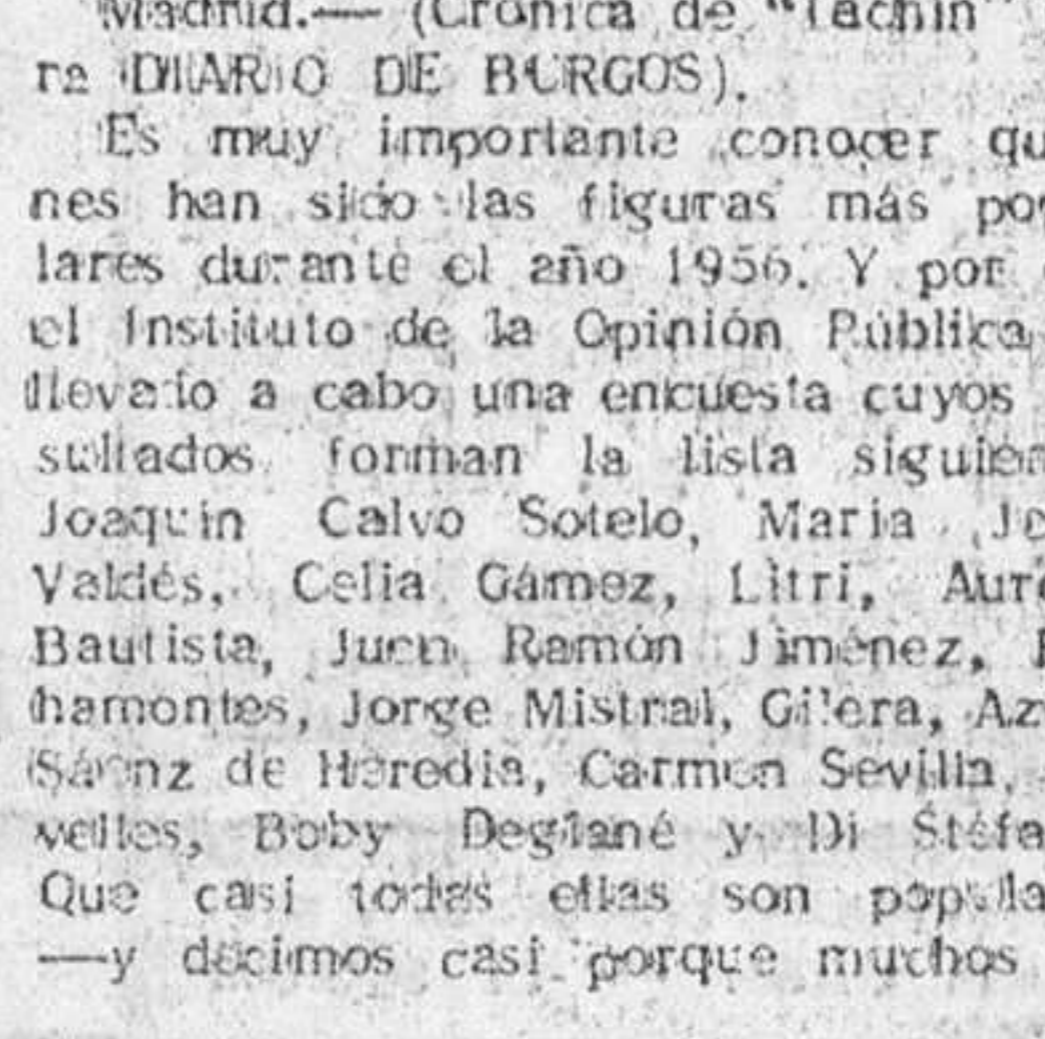 Madrid.— (Crónica de "Tachín"
ra DIARIO DE BURGOS).
Es muy importante conocer qu
nes han sido las figuras más pop
lares durante el año 1956. Y por
el Instituto de la Opinión Pública
llevado a cabo una encuesta cuyos
sultados forman la lista siguien
Joaquín Calvo Sotelo, Maria Jo
Valdés, Celia Gámez, Litri, Aur
Bautista, Juan Ramón Jiménez,
hamontes, Jorge Mistral, Gilera, Az
Sáenz de Heredia, Carmen Sevilla,
velles, Boby Deglané y Di Stéfa
Que casi todas ellas son popula
—y decimos casi porque muchos